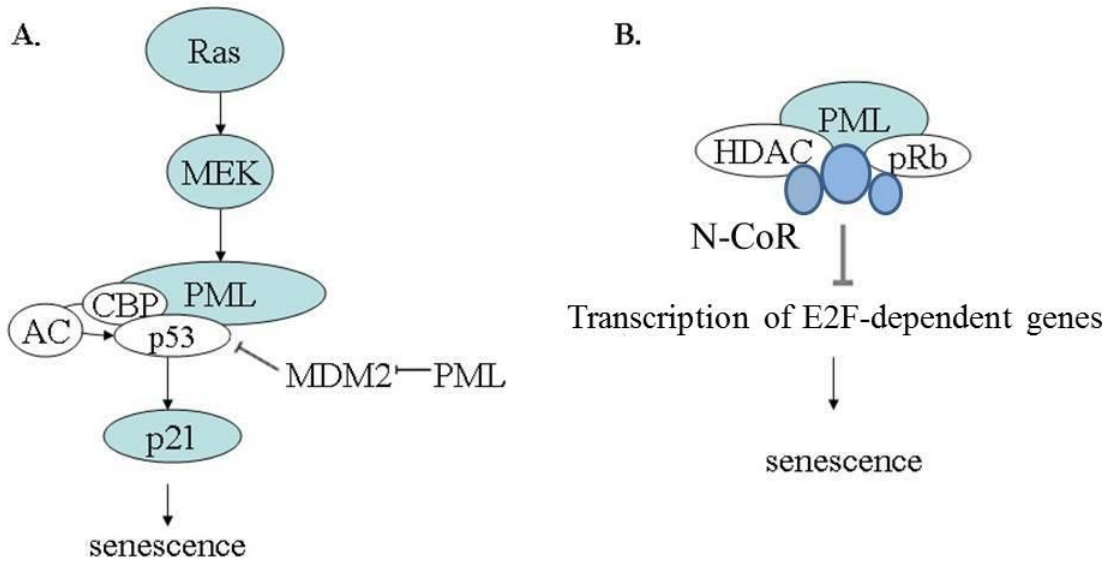 A.
Ras
MEK
PML
CBP
AC
p53
MDM2
PML
p21
senescence
B.
PML
HDAC
pRb
N-CoR
Transcription of E2F-dependent genes
senescence